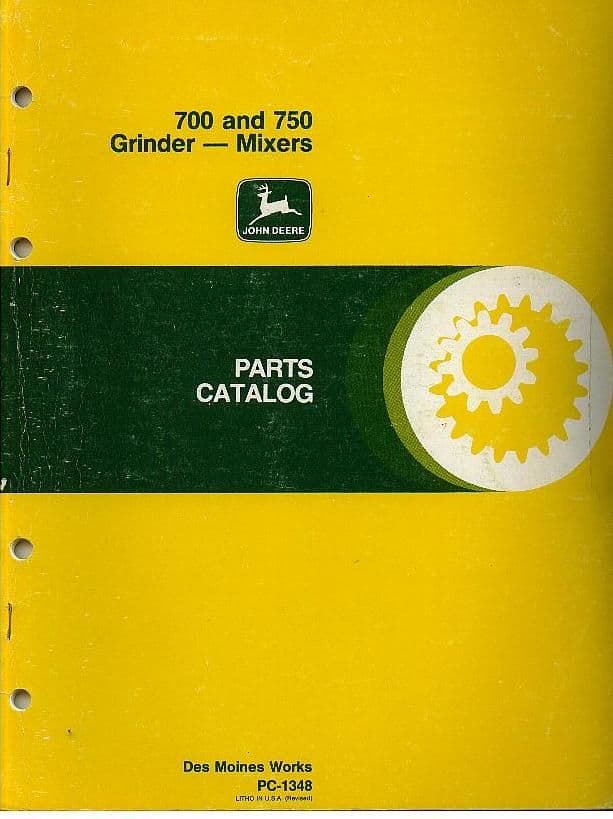 700 and 750
Grinder — Mixers
JOHN DEERE
PARTS
CATALOG
Des Moines Works
PC-1348
LITHO IN U.S.A. (Revised)